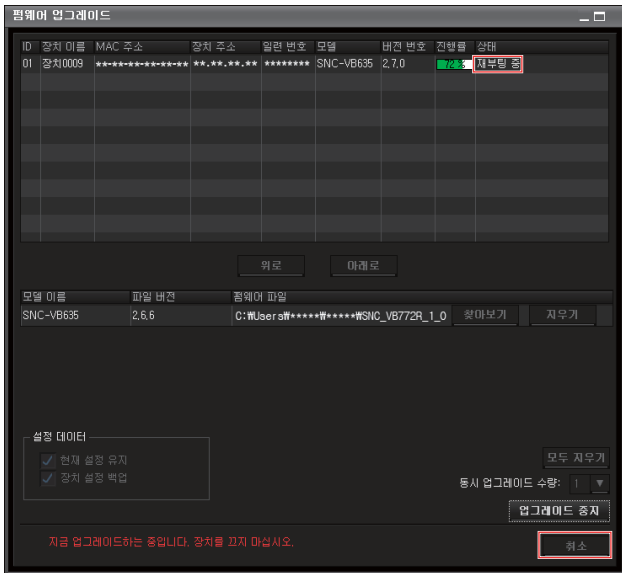 펌웨어 업그레이드
ID 장치 이름 MAC 주소 장치 주소 일련 번호 모델 버전 번호 진행률 상태
01 장치0009 **-**-**-**-**-** **.**.**.** ******** SNC-VB635 2,7,0 72 % 재부팅 중
위로 아래로
모델 이름 파일 버전 펌웨어 파일
SNC-VB635 2,6,6 C:₩Users₩*****₩*****₩SNC_VB772R_1_0 찾아보기 지우기
설정 데이터
현재 설정 유지
장치 설정 백업
모두 지우기
동시 업그레이드 수량: 1
업그레이드 중지
지금 업그레이드하는 중입니다. 장치를 끄지 마십시오,
취소